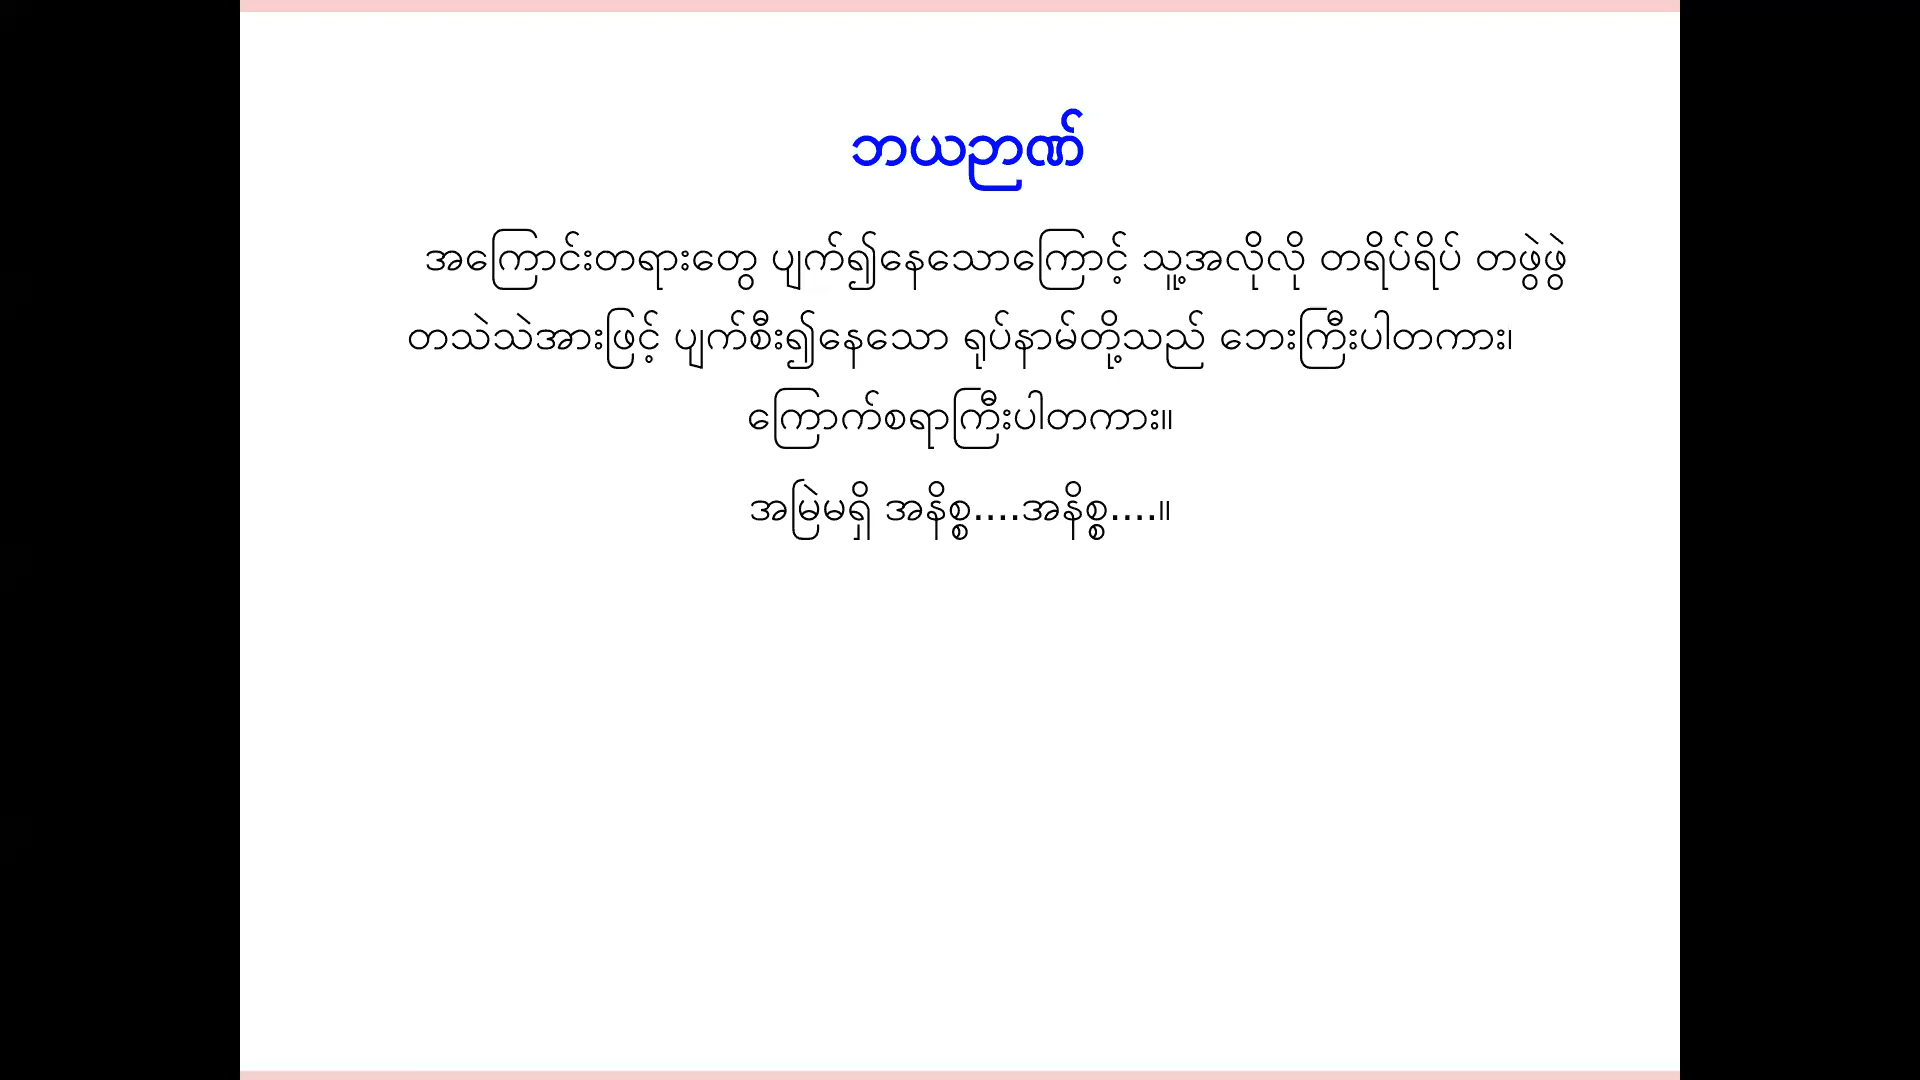 ဘယဉာဏ်
အကြောင်းတရားတွေ ပျက်၍နေသောကြောင့် သူ့အလိုလို တရိပ်ရိပ် တဖွဲဖွဲ
တသဲသဲအားဖြင့် ပျက်စီး၍နေသော ရုပ်နာမ်တို့သည် ဘေးကြီးပါတကား၊
ကြောက်စရာကြီးပါတကား။
အမြဲမရှိ အနိစ္စ....အနိစ္စ....။